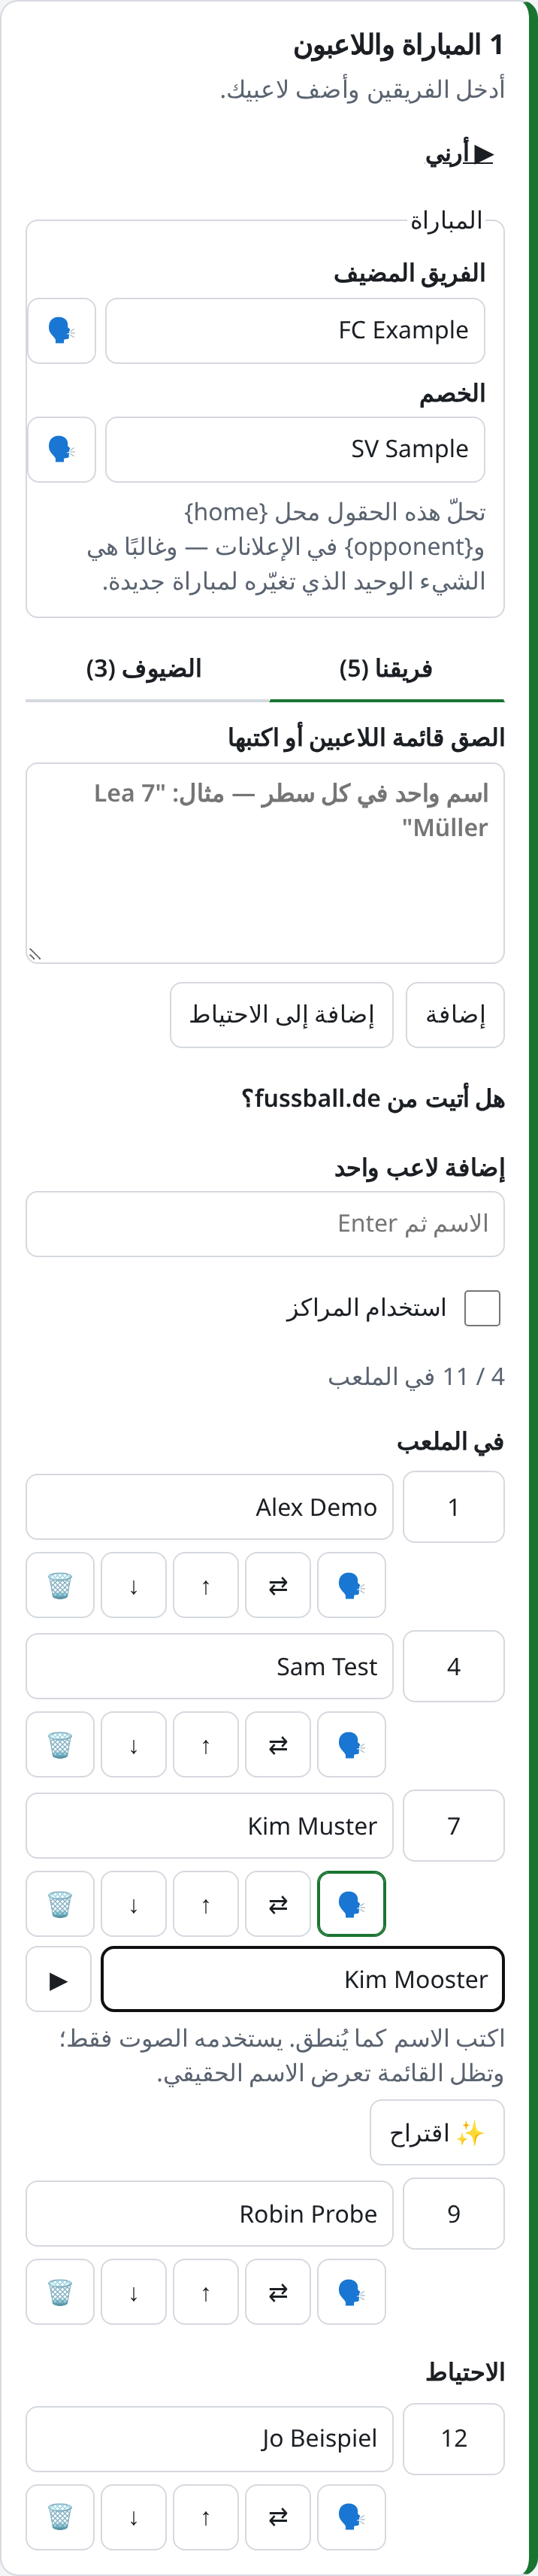 1 المباراة واللاعبون
أدخل الفريقين وأضف لاعبيك.
▶ أرني
المباراة
الفريق المضيف
FC Example
🗣️
الخصم
SV Sample
🗣️
تحلّ هذه الحقول محل {home}
و{opponent} في الإعلانات — وغالبًا هي
الشيء الوحيد الذي تغيّره لمباراة جديدة.
فريقنا (5)
الضيوف (3)
الصق قائمة اللاعبين أو اكتبها
اسم واحد في كل سطر — مثال: "7 Lea
Müller"
إضافة
إضافة إلى الاحتياط
هل أتيت من fussball.de؟
إضافة لاعب واحد
الاسم ثم Enter
استخدام المراكز
4 / 11 في الملعب
في الملعب
1 Alex Demo
🗣️ ⇄ ↑ ↓ 🗑️
4 Sam Test
🗣️ ⇄ ↑ ↓ 🗑️
7 Kim Muster
🗣️ ⇄ ↑ ↓ 🗑️
Kim Mooster ▶
اكتب الاسم كما يُنطق. يستخدمه الصوت فقط؛
وتظل القائمة تعرض الاسم الحقيقي.
✨ اقتراح
9 Robin Probe
🗣️ ⇄ ↑ ↓ 🗑️
الاحتياط
12 Jo Beispiel
🗣️ ⇄ ↑ ↓ 🗑️